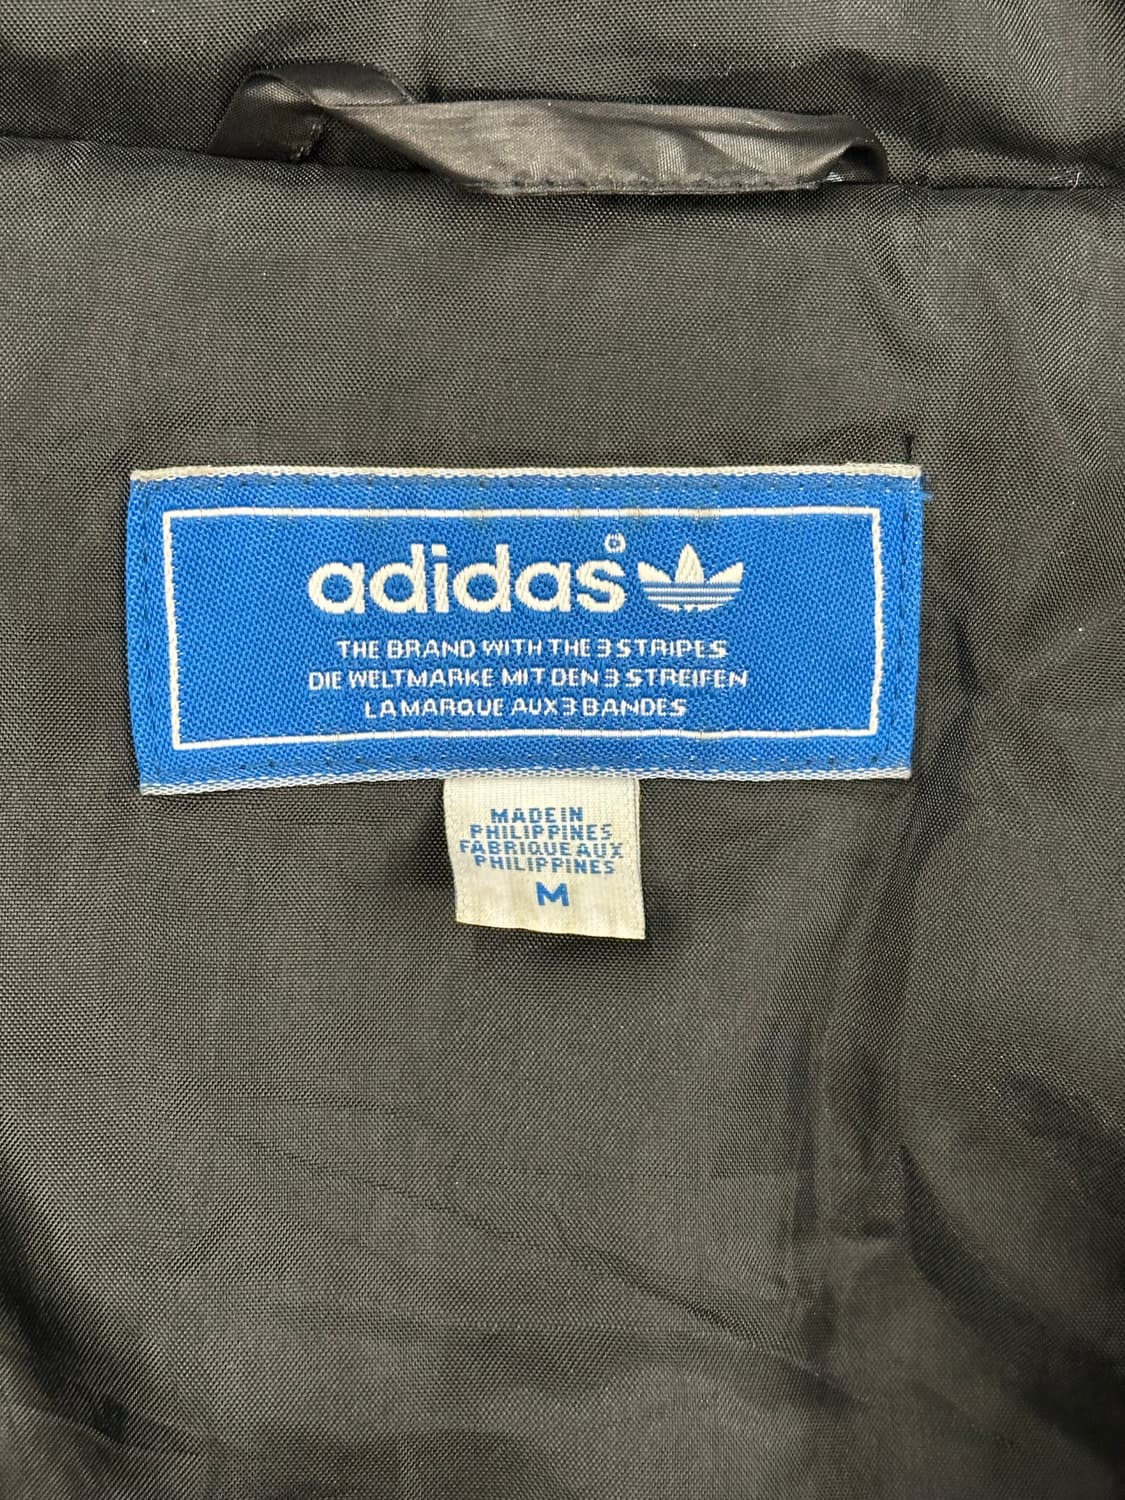 adidas®
THE BRAND WITH THE 3 STRIPES
DIE WELTMARKE MIT DEN 3 STREIFEN
LA MARQUE AUX 3 BANDES
MADE IN
PHILIPPINES
FABRIQUE AUX
PHILIPPINES
M